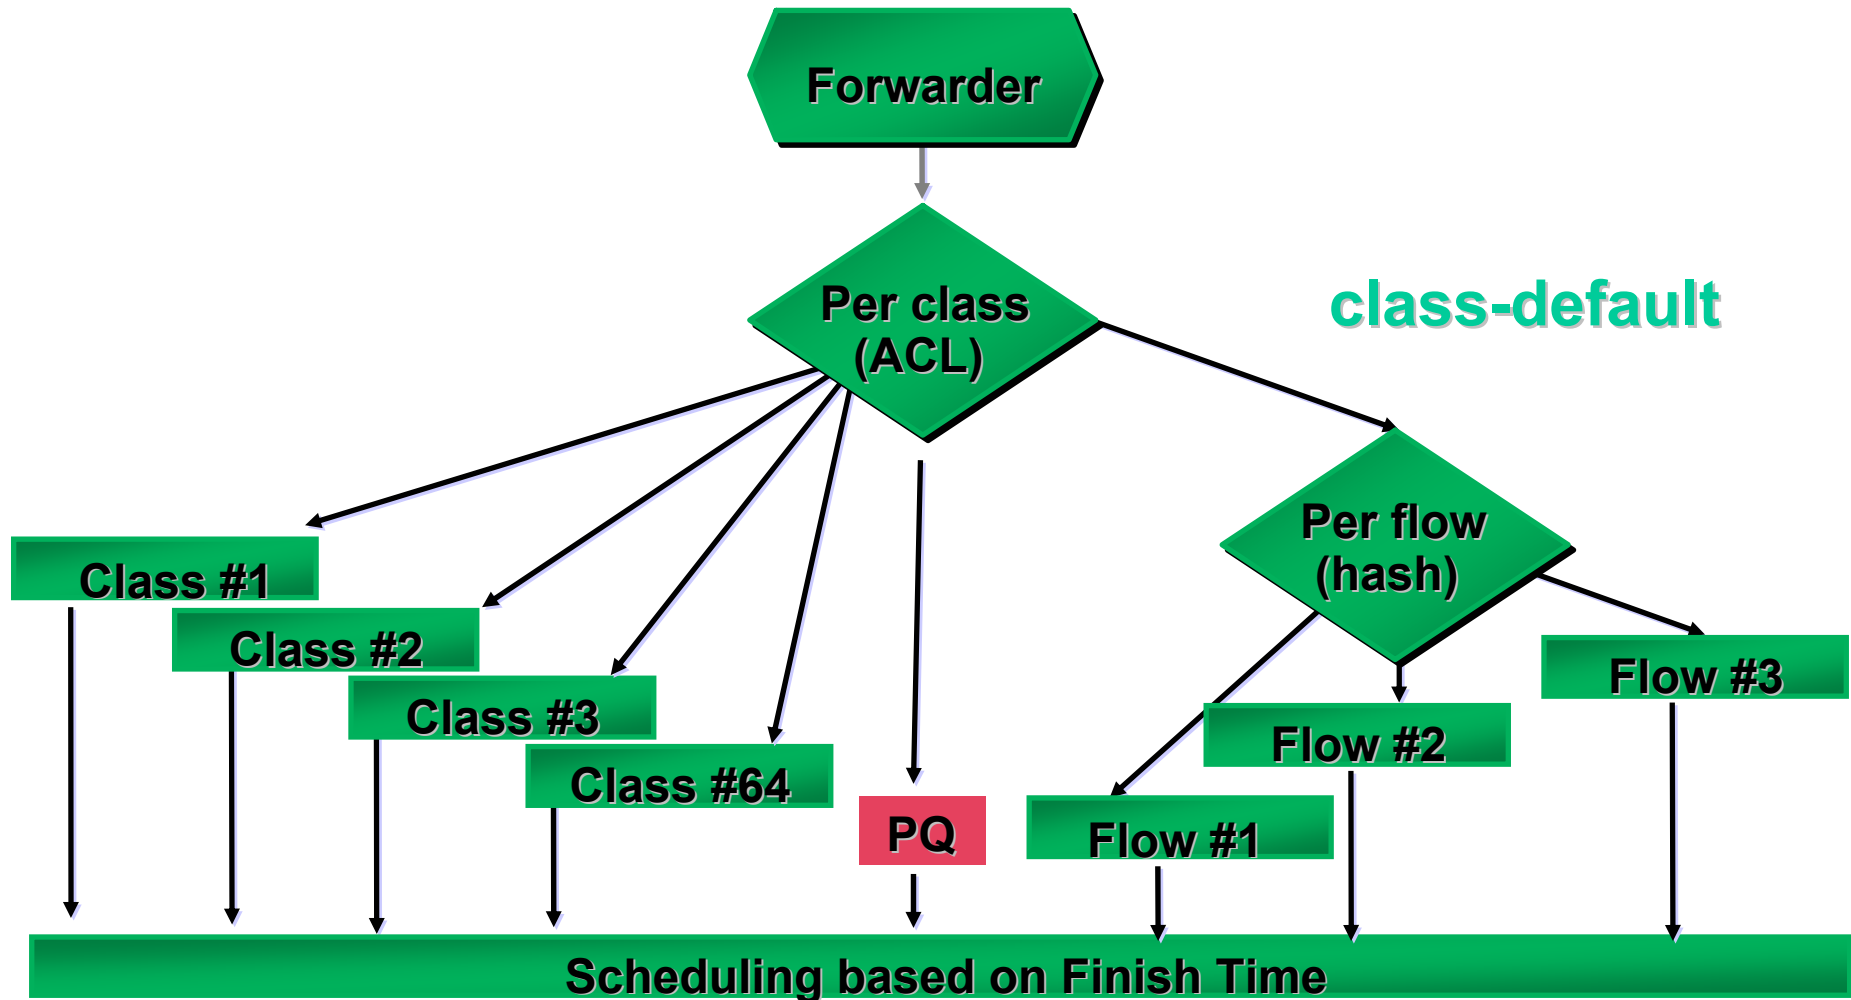 Forwarder
Per class
(ACL)
class-default
Per flow
(hash)
Class #1
Class #2
Class #3
Class #64
PQ
Flow #1
Flow #2
Flow #3
Scheduling based on Finish Time